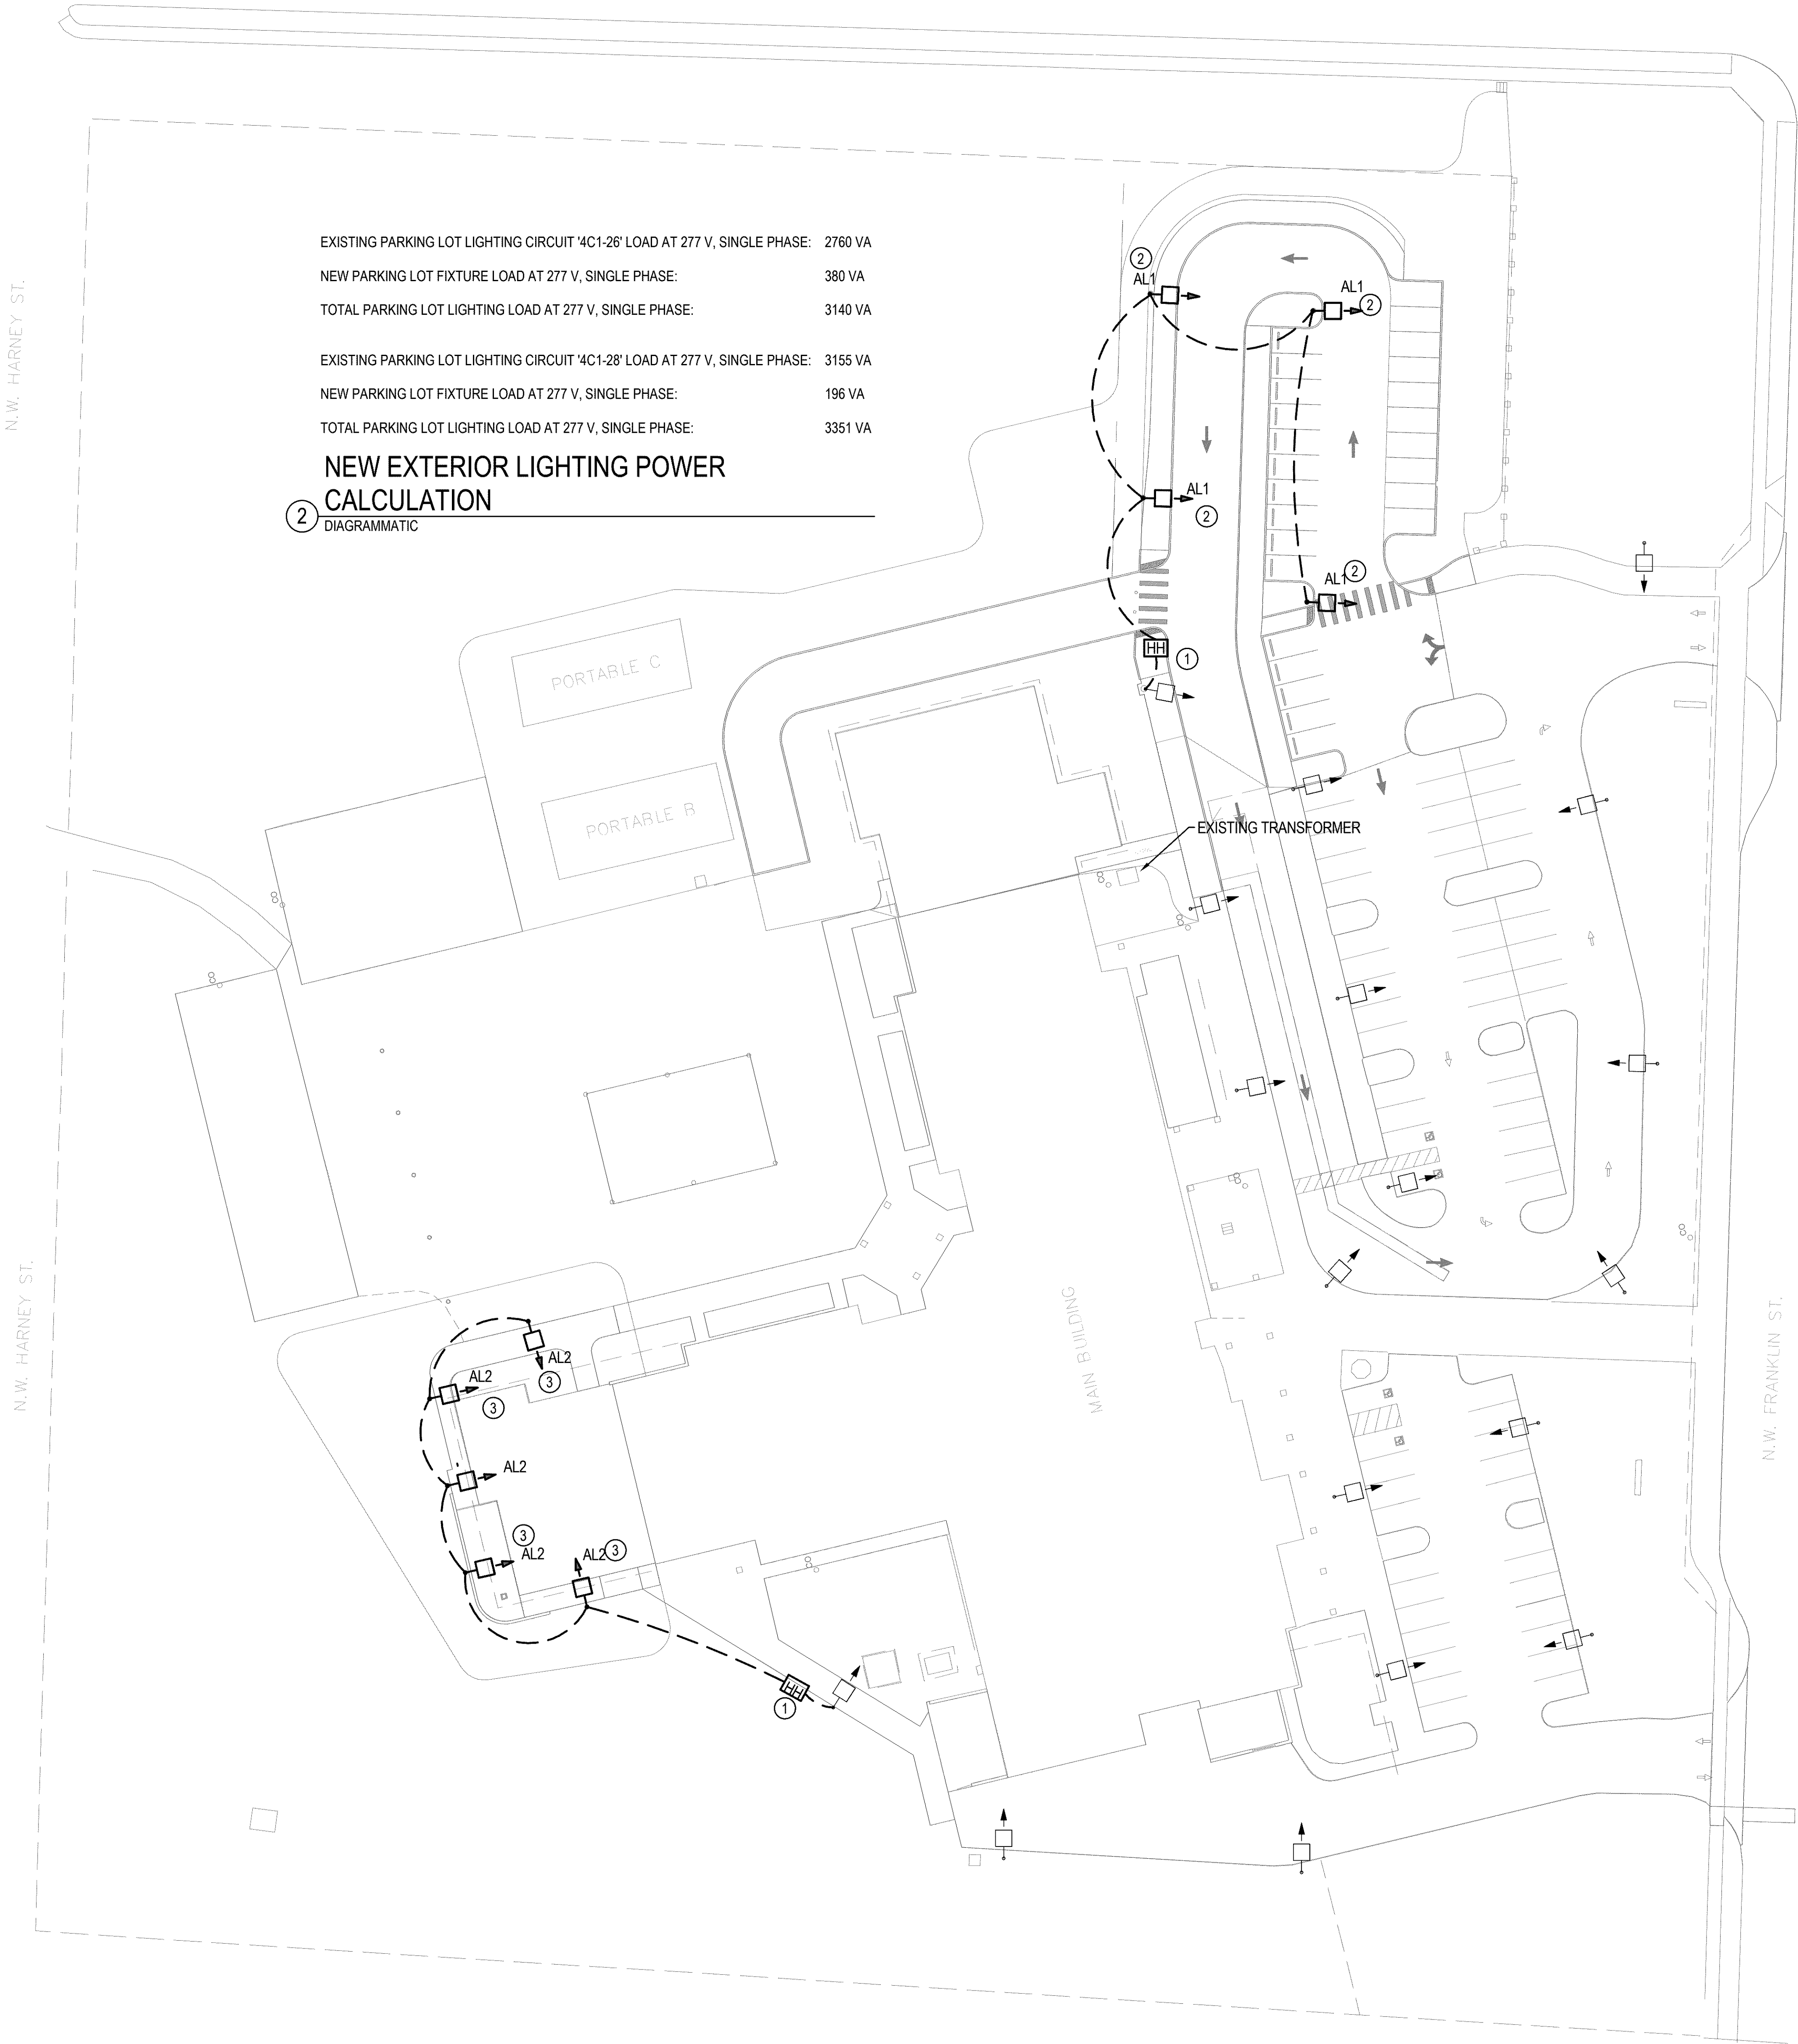 EXISTING PARKING LOT LIGHTING CIRCUIT '4C1-26' LOAD AT 277 V, SINGLE PHASE: 2760 VA
NEW PARKING LOT FIXTURE LOAD AT 277 V, SINGLE PHASE: 380 VA
TOTAL PARKING LOT LIGHTING LOAD AT 277 V, SINGLE PHASE: 3140 VA
EXISTING PARKING LOT LIGHTING CIRCUIT '4C1-28' LOAD AT 277 V, SINGLE PHASE: 3155 VA
NEW PARKING LOT FIXTURE LOAD AT 277 V, SINGLE PHASE: 196 VA
TOTAL PARKING LOT LIGHTING LOAD AT 277 V, SINGLE PHASE: 3351 VA
NEW EXTERIOR LIGHTING POWER
CALCULATION
2
DIAGRAMMATIC
N.W. HARNEY ST.
2
AL1
AL1
2
AL1
2
AL1
2
HH
1
PORTABLE C
PORTABLE B
EXISTING TRANSFORMER
N.W. HARNEY ST.
MAIN BUILDING
N.W. FRANKLIN ST.
AL2
3
AL2
3
AL2
3
AL2
AL2
3
HH
1